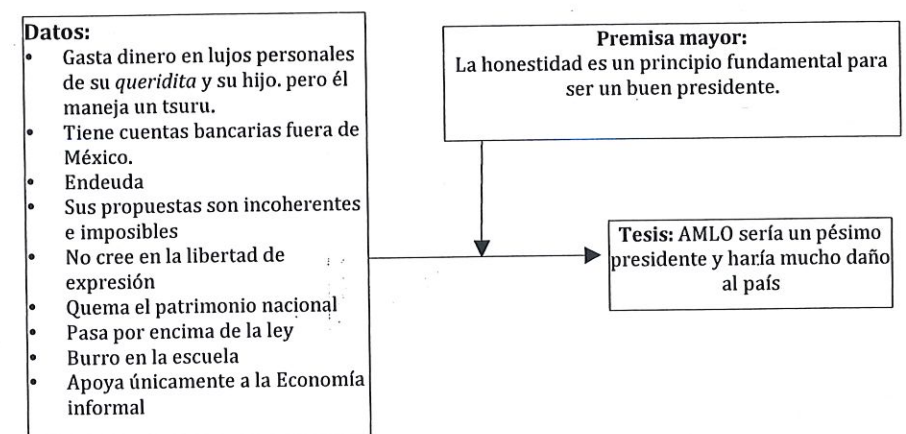 Datos:
• Gasta dinero en lujos personales
de su queridita y su hijo. pero él
maneja un tsuru.
• Tiene cuentas bancarias fuera de
México.
• Endeuda
• Sus propuestas son incoherentes
e imposibles
• No cree en la libertad de
expresión
• Quema el patrimonio nacional
• Pasa por encima de la ley
• Burro en la escuela
• Apoya únicamente a la Economía
informal
Premisa mayor:
La honestidad es un principio fundamental para
ser un buen presidente.
Tesis: AMLO sería un pésimo
presidente y haría mucho daño
al país